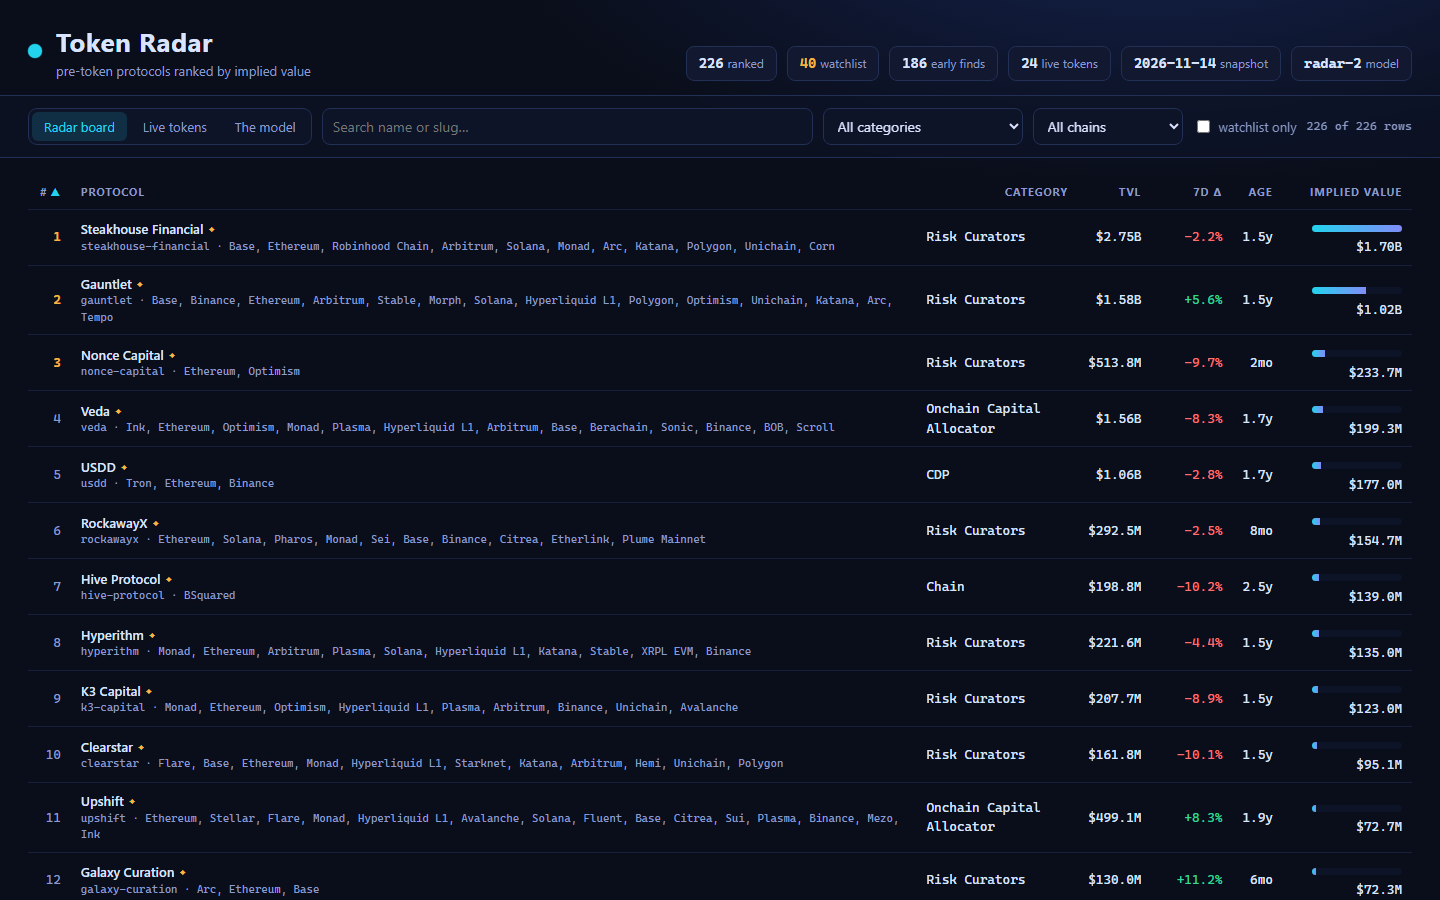 Token Radar
pre-token protocols ranked by implied value
226 ranked
40 watchlist
186 early finds
24 live tokens
2026-11-14 snapshot
radar-2 model
Radar board
Live tokens
The model
Search name or slug...
All categories
All chains
watchlist only
226 of 226 rows
# ▲ PROTOCOL CATEGORY TVL 7D Δ AGE IMPLIED VALUE
1 Steakhouse Financial ✦
steakhouse-financial · Base, Ethereum, Robinhood Chain, Arbitrum, Solana, Monad, Arc, Katana, Polygon, Unichain, Corn
Risk Curators $2.75B -2.2% 1.5y $1.70B
2 Gauntlet ✦
gauntlet · Base, Binance, Ethereum, Arbitrum, Stable, Morph, Solana, Hyperliquid L1, Polygon, Optimism, Unichain, Katana, Arc,
Tempo
Risk Curators $1.58B +5.6% 1.5y $1.02B
3 Nonce Capital ✦
nonce-capital · Ethereum, Optimism
Risk Curators $513.8M -9.7% 2mo $233.7M
4 Veda ✦
veda · Ink, Ethereum, Optimism, Monad, Plasma, Hyperliquid L1, Arbitrum, Base, Berachain, Sonic, Binance, BOB, Scroll
Onchain Capital
Allocator
$1.56B -8.3% 1.7y $199.3M
5 USDD ✦
usdd · Tron, Ethereum, Binance
CDP $1.06B -2.8% 1.7y $177.0M
6 RockawayX ✦
rockawayx · Ethereum, Solana, Pharos, Monad, Sei, Base, Binance, Citrea, Etherlink, Plume Mainnet
Risk Curators $292.5M -2.5% 8mo $154.7M
7 Hive Protocol ✦
hive-protocol · BSquared
Chain $198.8M -10.2% 2.5y $139.0M
8 Hyperithm ✦
hyperithm · Monad, Ethereum, Arbitrum, Plasma, Solana, Hyperliquid L1, Katana, Stable, XRPL EVM, Binance
Risk Curators $221.6M -4.4% 1.5y $135.0M
9 K3 Capital ✦
k3-capital · Monad, Ethereum, Optimism, Hyperliquid L1, Plasma, Arbitrum, Binance, Unichain, Avalanche
Risk Curators $207.7M -8.9% 1.5y $123.0M
10 Clearstar ✦
clearstar · Flare, Base, Ethereum, Monad, Hyperliquid L1, Starknet, Katana, Arbitrum, Hemi, Unichain, Polygon
Risk Curators $161.8M -10.1% 1.5y $95.1M
11 Upshift ✦
upshift · Ethereum, Stellar, Flare, Monad, Hyperliquid L1, Avalanche, Solana, Fluent, Base, Citrea, Sui, Plasma, Binance, Mezo,
Ink
Onchain Capital
Allocator
$499.1M +8.3% 1.9y $72.7M
12 Galaxy Curation ✦
galaxy-curation · Arc, Ethereum, Base
Risk Curators $130.0M +11.2% 6mo $72.3M